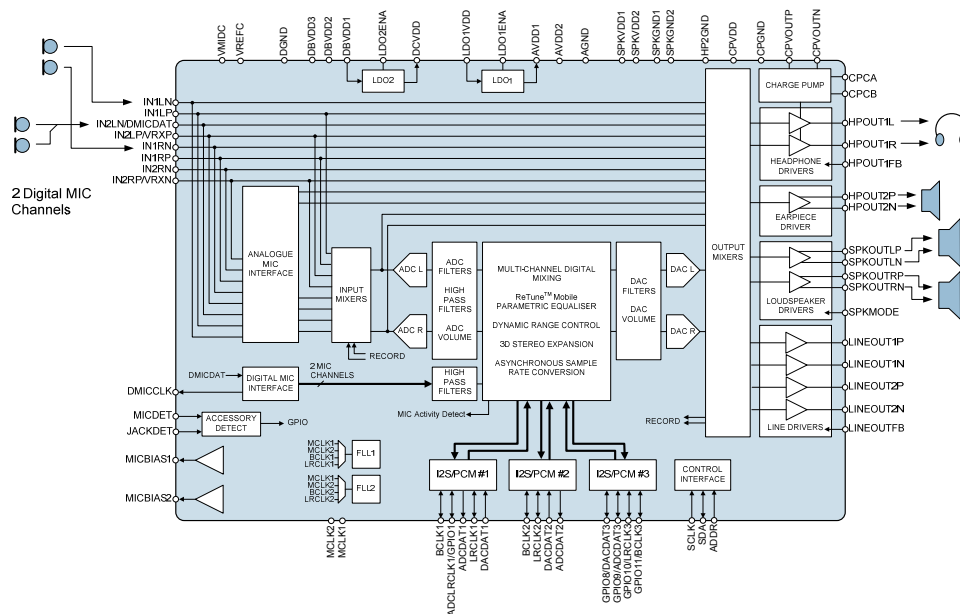 VMIDC
VREFC
DGND
DBVDD3
DBVDD2
DBVDD1
LDO2ENA
DCVDD
LDO1VDD
LDO1ENA
AVDD1
AVDD2
AGND
SPKVDD1
SPKVDD2
SPKGND1
SPKGND2
HP2GND
CPVDD
CPGND
CPVOUTP
CPVOUTN
LDO2
LDO1
CHARGE PUMP
CPCA
CPCB
IN1LN
IN1LP
IN2LN/DMICDAT
IN2LP/VRXP
IN1RN
IN1RP
IN2RN
IN2RP/VRXN
2 Digital MIC
Channels
HPOUT1L
HPOUT1R
HPOUT1FB
HEADPHONE
DRIVERS
HPOUT2P
HPOUT2N
EARPIECE
DRIVER
SPKOUTLP
SPKOUTLN
SPKOUTRP
SPKOUTRN
SPKMODE
LOUDSPEAKER
DRIVERS
LINEOUT1P
LINEOUT1N
LINEOUT2P
LINEOUT2N
LINEOUTFB
LINE DRIVERS
ANALOGUE
MIC
INTERFACE
INPUT
MIXERS
RECORD
ADC L
ADC R
ADC
FILTERS
HIGH
PASS
FILTERS
ADC
VOLUME
MULTI-CHANNEL DIGITAL
MIXING
ReTune™ Mobile
PARAMETRIC EQUALISER
DYNAMIC RANGE CONTROL
3D STEREO EXPANSION
ASYNCHRONOUS SAMPLE
RATE CONVERSION
DAC
FILTERS
DAC
VOLUME
DAC L
DAC R
OUTPUT
MIXERS
RECORD
DMICDAT
DIGITAL MIC
INTERFACE
2 MIC
CHANNELS
HIGH
PASS
FILTERS
MIC Activity Detect
DMICCLK
MICDET
JACKDET
ACCESSORY
DETECT
GPIO
MICBIAS1
MICBIAS2
MCLK1
MCLK2
BCLK1
LRCLK1
FLL1
MCLK1
MCLK2
BCLK2
LRCLK2
FLL2
I2S/PCM #1
I2S/PCM #2
I2S/PCM #3
CONTROL
INTERFACE
MCLK2
MCLK1
BCLK1
ADCLRCLK1/GPIO1
ADCDAT1
LRCLK1
DACDAT1
BCLK2
LRCLK2
DACDAT2
ADCDAT2
GPIO8/DACDAT3
GPIO9/ADCDAT3
GPIO10/LRCLK3
GPIO11/BCLK3
SCLK
SDA
ADDR